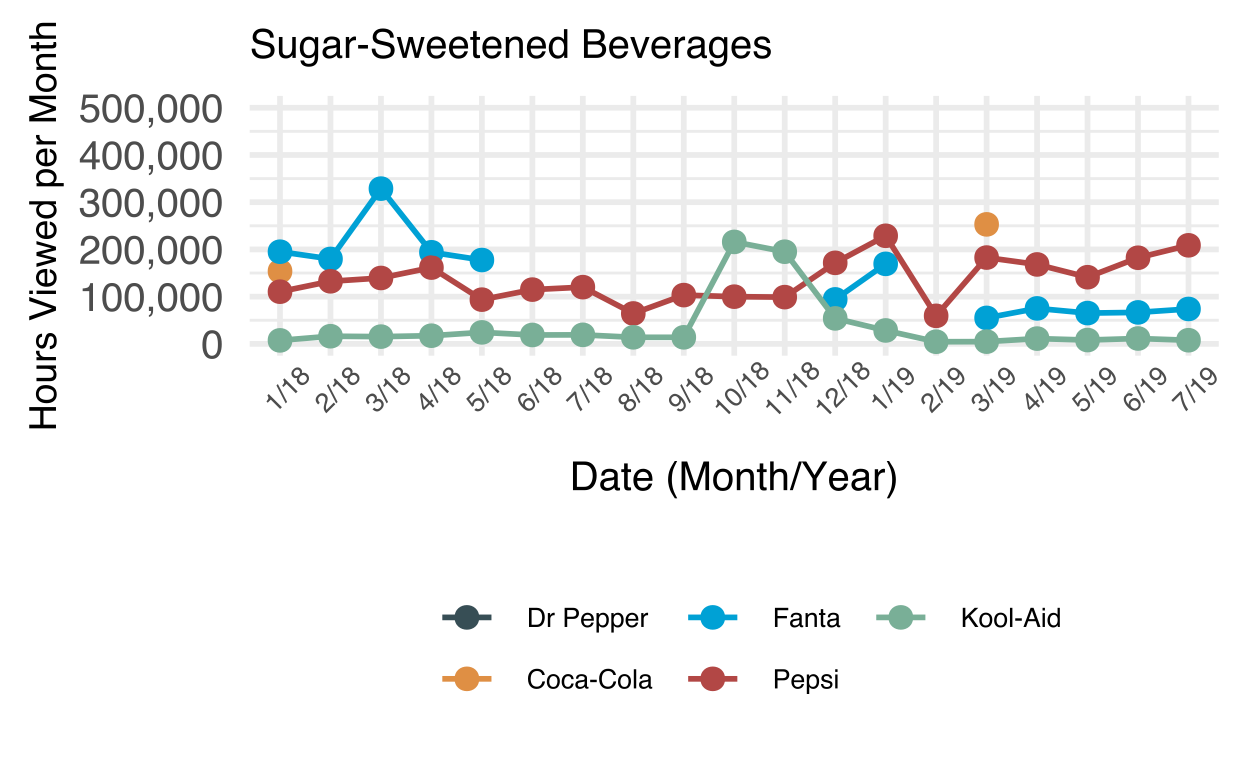 Sugar-Sweetened Beverages
Hours Viewed per Month
500,000
400,000
300,000
200,000
100,000
0
1/18 2/18 3/18 4/18 5/18 6/18 7/18 8/18 9/18 10/18 11/18 12/18 1/19 2/19 3/19 4/19 5/19 6/19 7/19
Date (Month/Year)
Dr Pepper Fanta Kool-Aid
Coca-Cola Pepsi